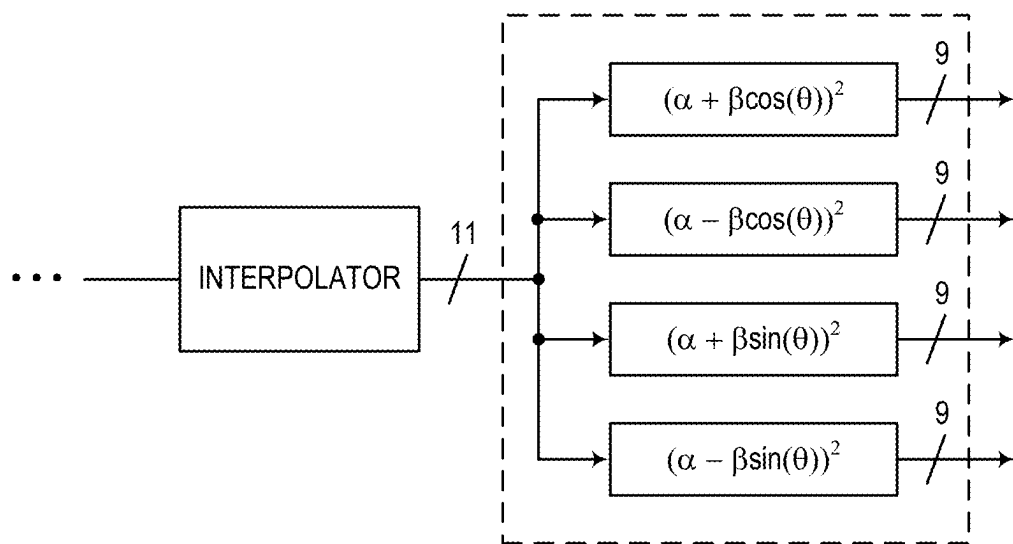 9
(α + βcos(θ))²
9
(α - βcos(θ))²
11
• • •
INTERPOLATOR
9
(α + βsin(θ))²
9
(α - βsin(θ))²